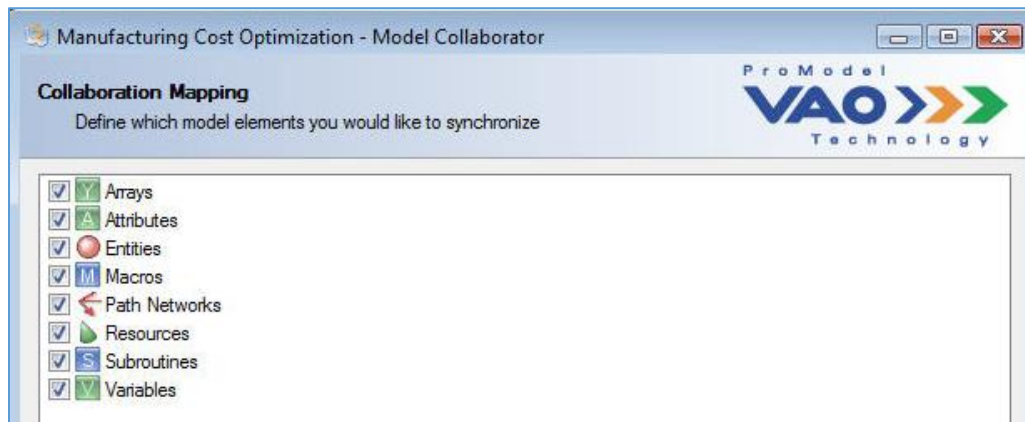 Manufacturing Cost Optimization - Model Collaborator
Collaboration Mapping
Define which model elements you would like to synchronize
ProModel
VAO
Technology
Y Arrays
A Attributes
Entities
M Macros
Path Networks
Resources
S Subroutines
V Variables